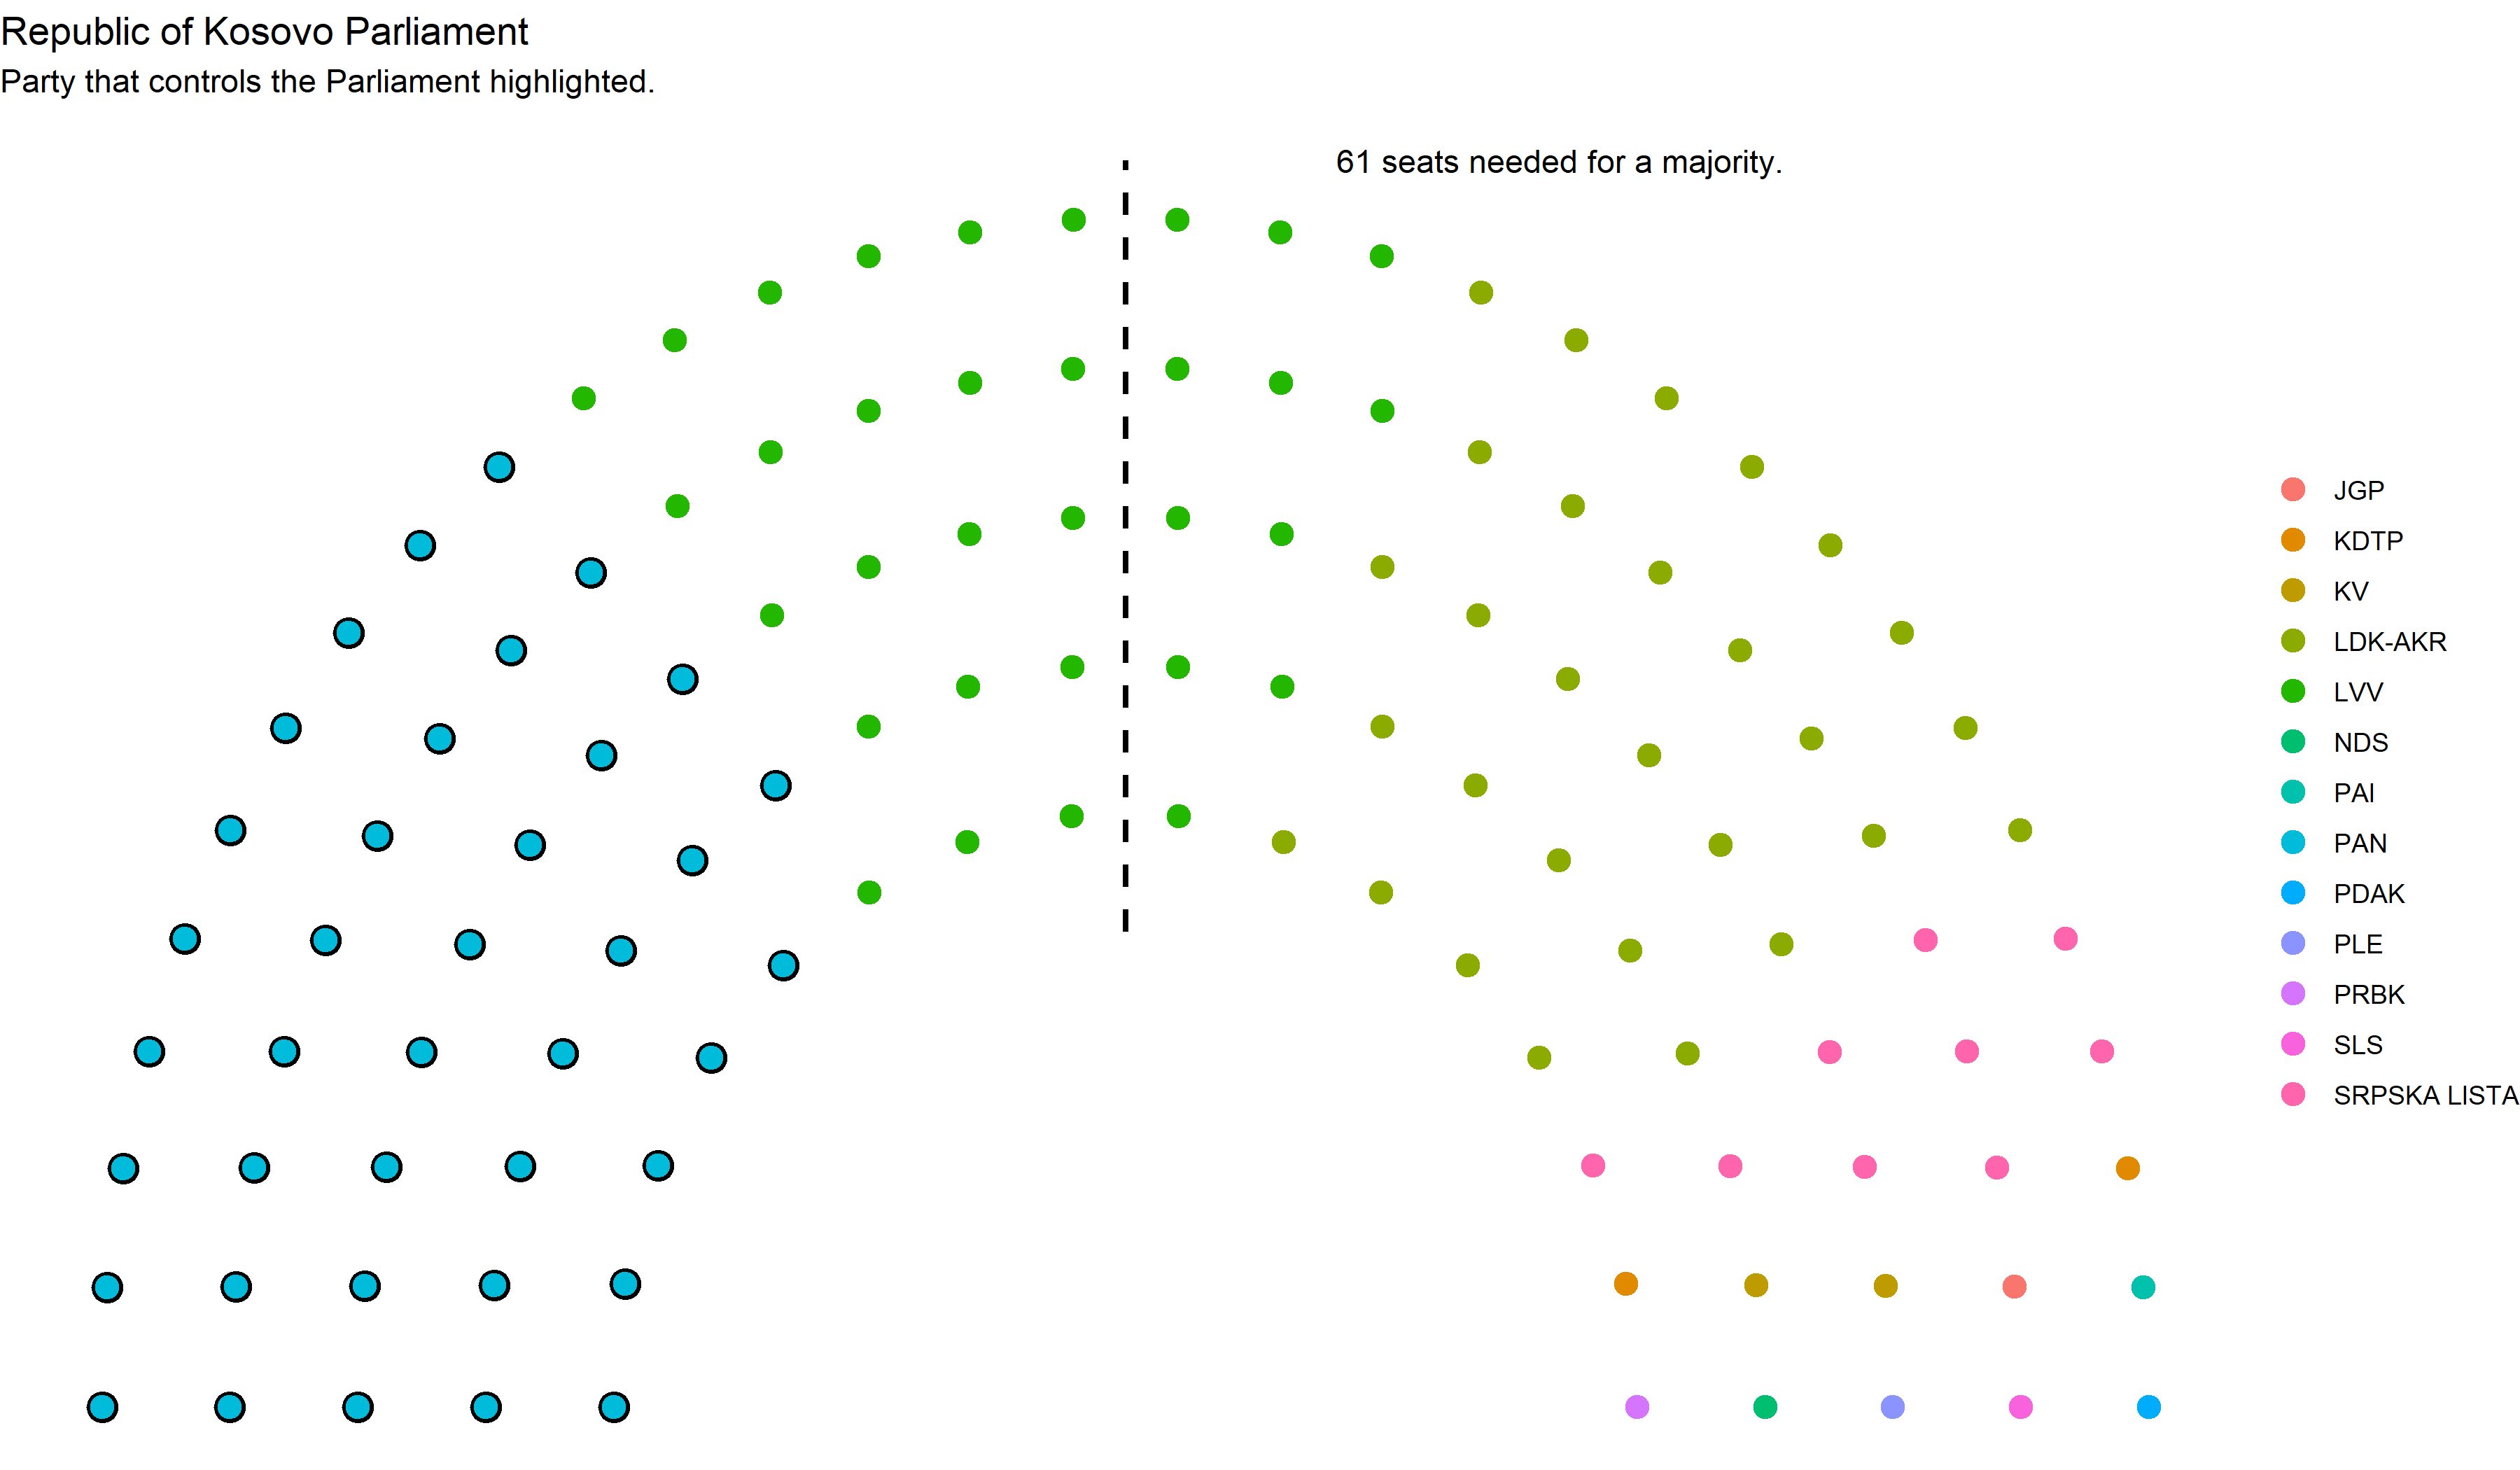 Republic of Kosovo Parliament
Party that controls the Parliament highlighted.
61 seats needed for a majority.
JGP
KDTP
KV
LDK-AKR
LVV
NDS
PAI
PAN
PDAK
PLE
PRBK
SLS
SRPSKA LISTA